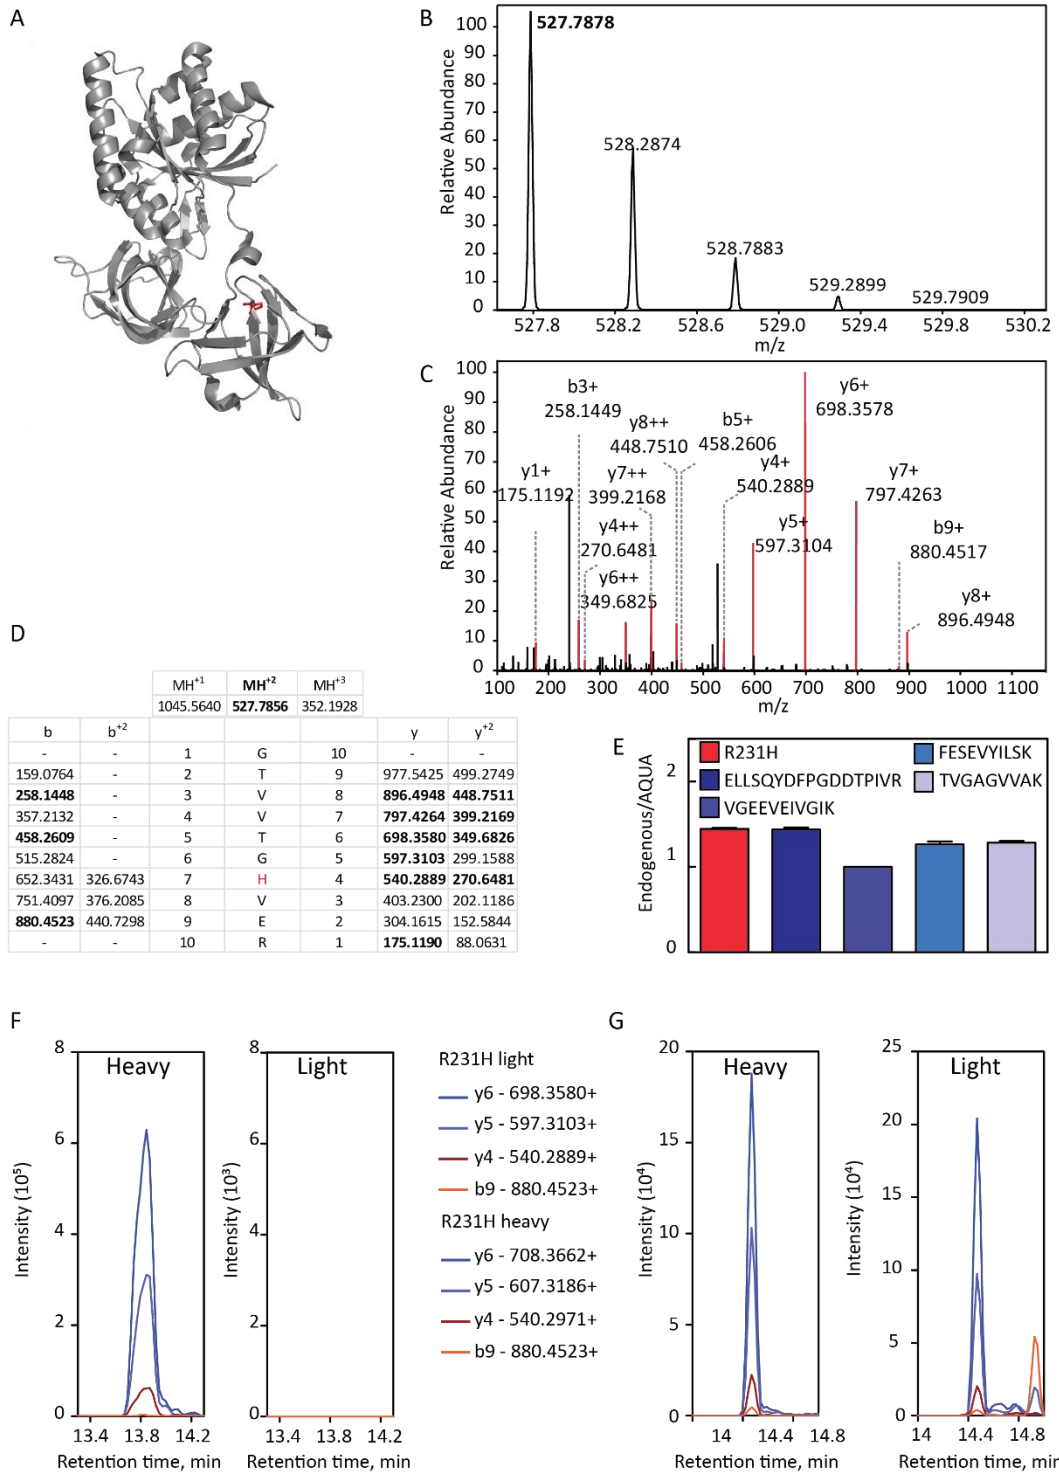 A
B
527.7878
528.2874
528.7883
529.2899
529.7909
Relative Abundance
100
90
80
70
60
50
40
30
20
10
0
527.8 528.2 528.6 529.0 529.4 529.8 530.2
m/z
C
b3+
258.1449
y8++
448.7510
b5+
458.2606
y6+
698.3578
y1+
175.1192
y7++
399.2168
y4+
540.2889
y7+
797.4263
y4++
270.6481
y5+
597.3104
b9+
880.4517
y6++
349.6825
y8+
896.4948
Relative Abundance
100
90
80
70
60
50
40
30
20
10
0
100 200 300 400 500 600 700 800 900 1000 1100
m/z
D
MH+1 MH+2 MH+3
1045.5640 527.7856 352.1928
b b+2 y y+2
- - 1 G 10 - -
159.0764 - 2 T 9 977.5425 499.2749
258.1448 - 3 V 8 896.4948 448.7511
357.2132 - 4 V 7 797.4264 399.2169
458.2609 - 5 T 6 698.3580 349.6826
515.2824 - 6 G 5 597.3103 299.1588
652.3431 326.6743 7 H 4 540.2889 270.6481
751.4097 376.2085 8 V 3 403.2300 202.1186
880.4523 440.7298 9 E 2 304.1615 152.5844
- - 10 R 1 175.1190 88.0631
E
R231H FESEVYILSK
ELLSQYDFPGDDTPIVR TVGAGVVAK
VGEEVEIVGIK
Endogenous/AQUA
2
1
0
F
Heavy
Intensity (10⁵)
8
6
4
2
0
13.4 13.8 14.2
Retention time, min
Light
Intensity (10³)
8
6
4
2
0
13.4 13.8 14.2
Retention time, min
R231H light
y6 - 698.3580+
y5 - 597.3103+
y4 - 540.2889+
b9 - 880.4523+
R231H heavy
y6 - 708.3662+
y5 - 607.3186+
y4 - 540.2971+
b9 - 880.4523+
G
Heavy
Intensity (10⁴)
20
15
10
5
0
14 14.4 14.8
Retention time, min
Light
Intensity (10⁴)
25
20
15
10
5
0
14 14.4 14.8
Retention time, min